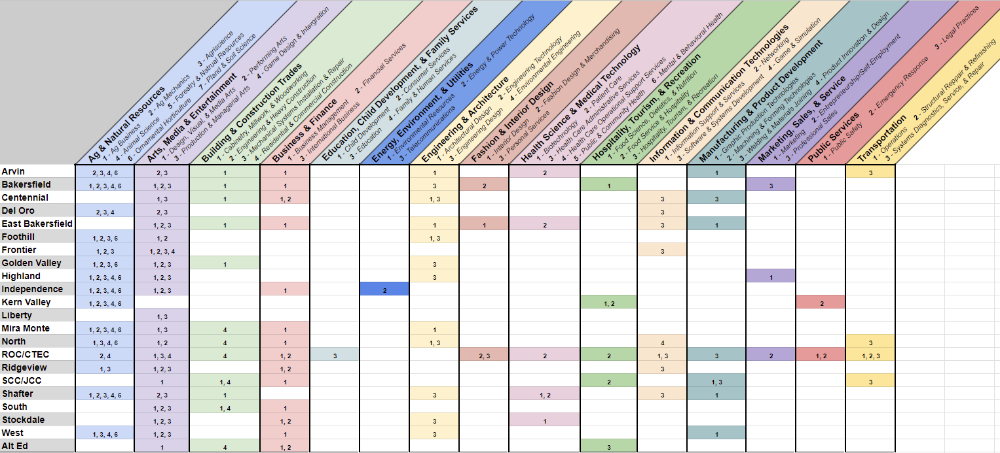 Ag & Natural Resources
1 - Ag Business 2 - Ag Mechanics 3 - Agriscience
4 - Animal Science 5 - Forestry & Natrual Resources
6 - Ornamental Horticulture 7 - Pland & Soil Science
Arts, Media & Entertainment
1 - Design, Visual, & Media Arts 2 - Performing Arts
3 - Production & Managerial Arts 4 - Game Design & Intergration
Building & Construction Trades
1 - Cabinetry, Milwork, & Woodworking
2 - Engineering & Heavy Construction
3 - Mechanical Systems Installation & Repair
4 - Residential & Commercial Construction
Business & Finance
1 - Business Management 2 - Financial Services
3 - International Business
Education, Child Development, & Family Services
1 - Child Development 2 - Consumer Services
3 - Education 4 - Family & Human Services
Energy, Environment, & Utilities
1 - Environmental Resources 2 - Energy & Power Technology
3 - Telecommunications
Engineering & Architecture
1 - Architectural Design 2 - Engineering Technology
3 - Engineering Design 4 - Environmental Engineering
Fashion & Interior Design
1 - Interior Design 2 - Fashion Design & Merchandising
3 - Personal Services
Health Science & Medical Technology
1 - Biotechnology 2 - Patient Care
3 - Health Care Administrative Services
4 - Health Care Operational Support Services
5 - Public & Community Health 6 - Mental & Behavioral Health
Hospitality, Tourism, & Recreation
1 - Food Science, Dietetics, & Nutrition
2 - Food Service & Hospitality
3 - Hospitality, Tourism, & Recreation
Information & Communication Technologies
1 - Information Support & Services 2 - Networking
3 - Software & Systems Development 4 - Game & Simulation
Manufacturing & Product Development
1 - Graphic Production Technologies
2 - Machining & Forming Technologies
3 - Welding & Materials Joining 4 - Product Innovation & Design
Marketing, Sales, & Service
1 - Marketing 2 - Entrepreneurship/Self-Employment
3 - Professional Sales
Public Services
1 - Public Safety 2 - Emergency Response 3 - Legal Practices
Transportation
1 - Operations 2 - Structural Repair & Refinishing
3 - Systems Diagnostics, Service, & Repair
Arvin 2, 3, 4, 6 2, 3 1 1 1 2 1 3
Bakersfield 1, 2, 3, 4, 6 1, 2, 3 1 1 3 2 1 3
Centennial 1, 3 1 1, 2 1, 3 3 3
Del Oro 2, 3, 4 2, 3 3
East Bakersfield 1, 2, 3 1 1 1 1 2 3 1
Foothill 1, 2, 3, 6 1, 2 1, 3
Frontier 1, 2, 3 1, 2, 3, 4 3
Golden Valley 1, 2, 3, 6 1, 2, 3 1 3
Highland 1, 2, 3, 4, 6 1, 2, 3 3 1
Independence 1, 2, 3, 4, 6 1, 2, 3 1 2
Kern Valley 1, 2, 3, 4, 6 1, 2 2
Liberty 1, 3
Mira Monte 1, 2, 3, 4, 6 1, 3 4 1 1
North 1, 3, 4, 6 1, 2 4 1 1, 3 4 3
ROC/CTEC 2, 4 1, 3, 4 4 1, 2 3 2, 3 2 2 1, 3 3 2 1, 2 1, 2, 3
Ridgeview 1, 3 1, 2, 3 1, 2 3
SCC/JCC 1 1, 4 1 2 1, 3 3
Shafter 1, 2, 3, 4, 6 2, 3 1 3 1, 2 3 1
South 1, 2, 3 1, 4 1
Stockdale 1, 2, 3 1, 2 3 1
West 1, 3, 4, 6 1, 2, 3 1 3 1
Alt Ed 1 4 1, 2 3